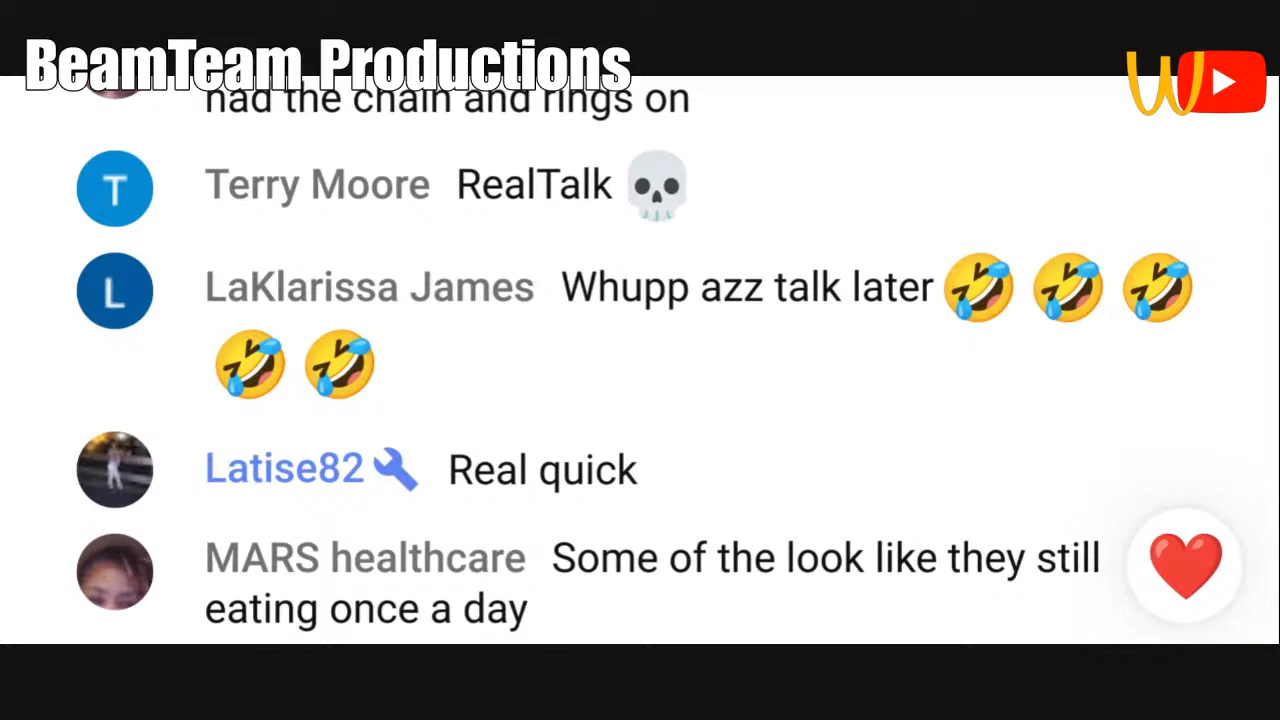 BeamTeam Productions
had the chain and rings on
T
Terry Moore RealTalk 💀
L
LaKlarissa James Whupp azz talk later 🤣 🤣 🤣
🤣 🤣
Latise82 Real quick
MARS healthcare Some of the look like they still
eating once a day